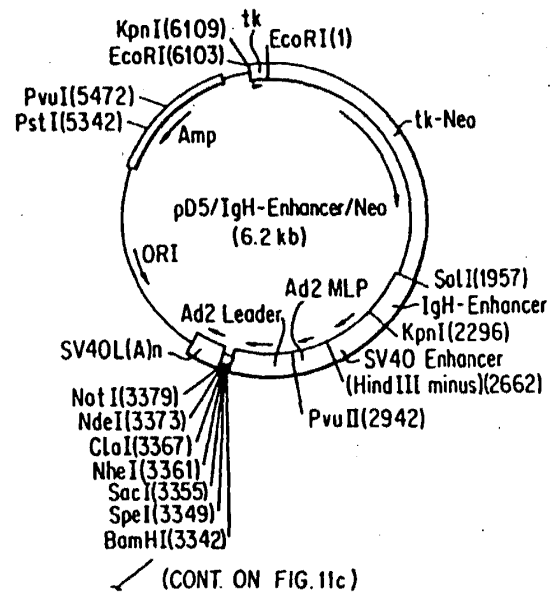 tk
KpnI(6109)
EcoRI(1)
EcoRI(6103)
PvuI(5472)
PstI(5342)
tk-Neo
Amp
pD5/IgH-Enhancer/Neo
(6.2 kb)
ORI
SalI(1957)
Ad2 MLP
IgH-Enhancer
Ad2 Leader
KpnI(2296)
SV40L(A)n
SV40 Enhancer
(Hind III minus)(2662)
NotI(3379)
PvuII(2942)
NdeI(3373)
ClaI(3367)
NheI(3361)
SacI(3355)
SpeI(3349)
BamHI(3342)
(CONT. ON FIG. 11c)